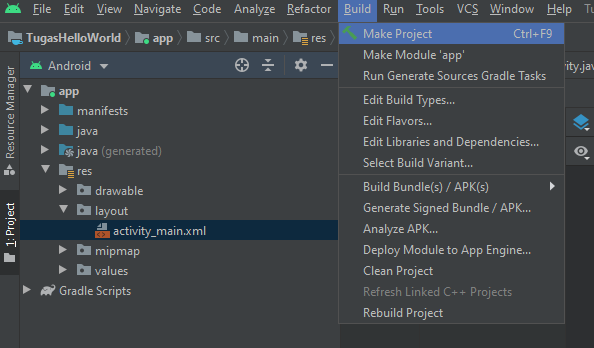 File Edit View Navigate Code Analyze Refactor Build Run Tools VCS Window Help Tu
TugasHelloWorld app src main res
Android
Resource Manager
1: Project
app
manifests
java
java (generated)
res
drawable
layout
activity_main.xml
mipmap
values
Gradle Scripts
Make Project Ctrl+F9
Make Module 'app'
Run Generate Sources Gradle Tasks
Edit Build Types...
Edit Flavors...
Edit Libraries and Dependencies...
Select Build Variant...
Build Bundle(s) / APK(s)
Generate Signed Bundle / APK...
Analyze APK...
Deploy Module to App Engine...
Clean Project
Refresh Linked C++ Projects
Rebuild Project
ity.java